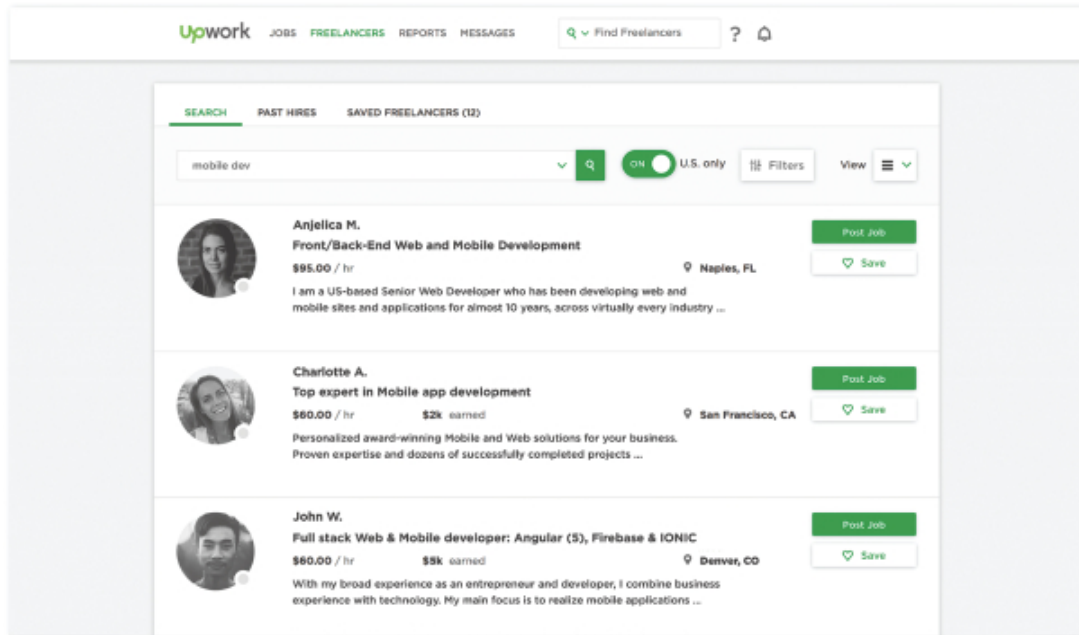 Upwork JOBS FREELANCERS REPORTS MESSAGES Find Freelancers ?
SEARCH PAST HIRES SAVED FREELANCERS (12)
mobile dev ON U.S. only Filters View
Anjelica M.
Post Job
Front/Back-End Web and Mobile Development
$95.00 / hr Naples, FL
Save
I am a US-based Senior Web Developer who has been developing web and
mobile sites and applications for almost 10 years, across virtually every industry ...
Charlotte A.
Post Job
Top expert in Mobile app development
$60.00 / hr $2k earned San Francisco, CA
Save
Personalized award-winning Mobile and Web solutions for your business.
Proven expertise and dozens of successfully completed projects ...
John W.
Post Job
Full stack Web & Mobile developer: Angular (5), Firebase & IONIC
$60.00 / hr $5k earned Denver, CO
Save
With my broad experience as an entrepreneur and developer, I combine business
experience with technology. My main focus is to realize mobile applications ...